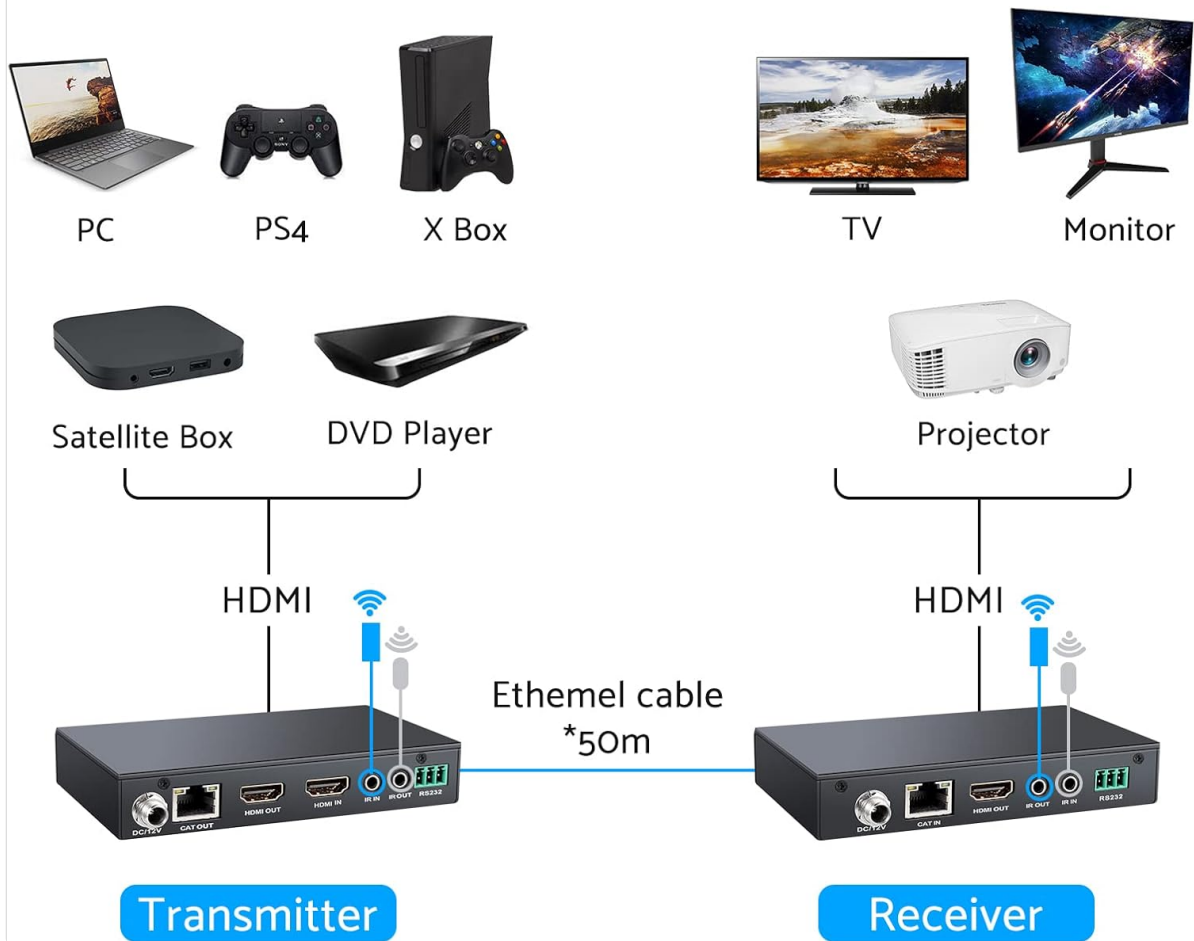 PC
PS4
X Box
TV
Monitor
SONY
Satellite Box
DVD Player
Projector
HDMI
HDMI
Ethemel cable
*50m
DC/12V
CAT OUT
HDMI OUT
HDMI IN
IR IN
IR OUT
RS232
DC/12V
CAT IN
HDMI OUT
IR OUT
IR IN
RS232
Transmitter
Receiver